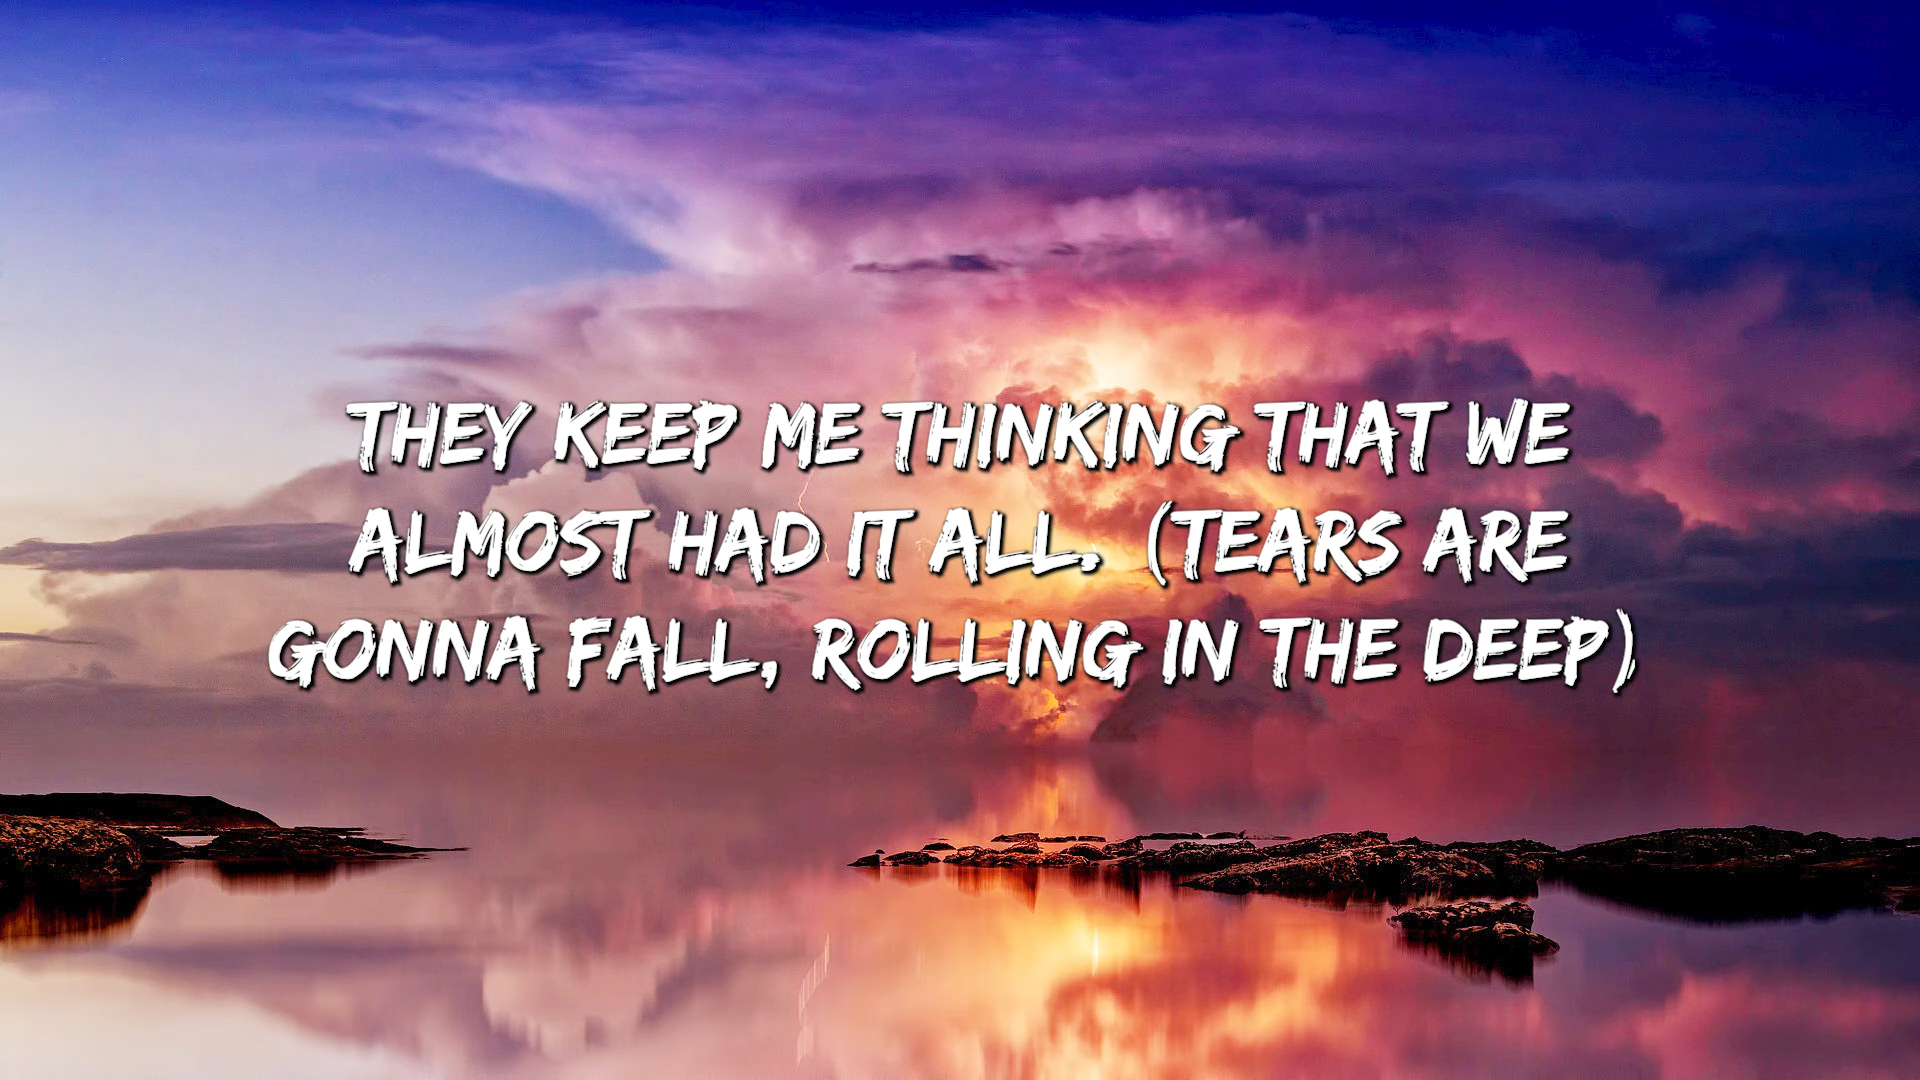 THEY KEEP ME THINKING THAT WE
ALMOST HAD IT ALL. (TEARS ARE
GONNA FALL, ROLLING IN THE DEEP)